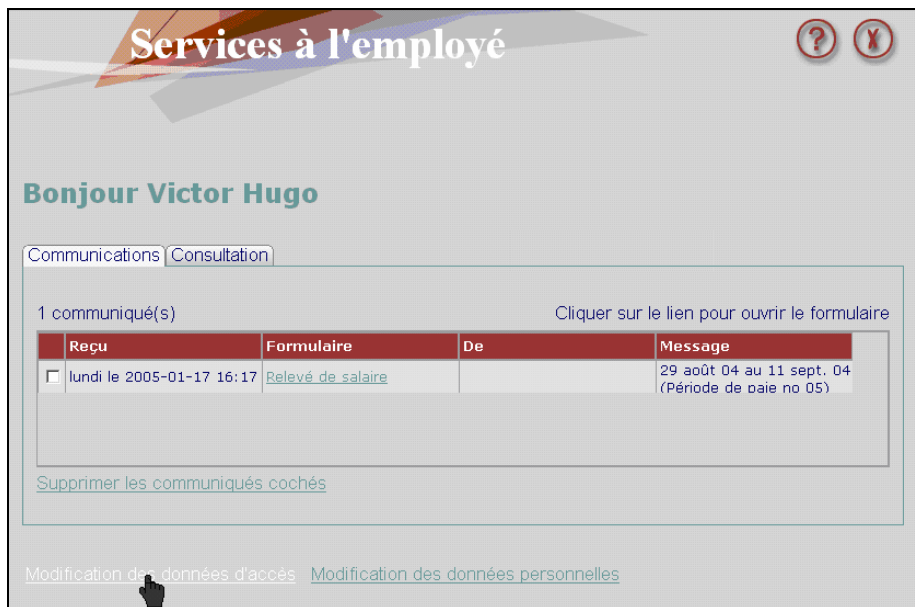 Services à l'employé
? X
Bonjour Victor Hugo
Communications Consultation
1 communiqué(s) Cliquer sur le lien pour ouvrir le formulaire
Reçu Formulaire De Message
lundi le 2005-01-17 16:17 Relevé de salaire 29 août 04 au 11 sept. 04
(Période de paie no 05)
Supprimer les communiqués cochés
Modification des données d'accès Modification des données personnelles